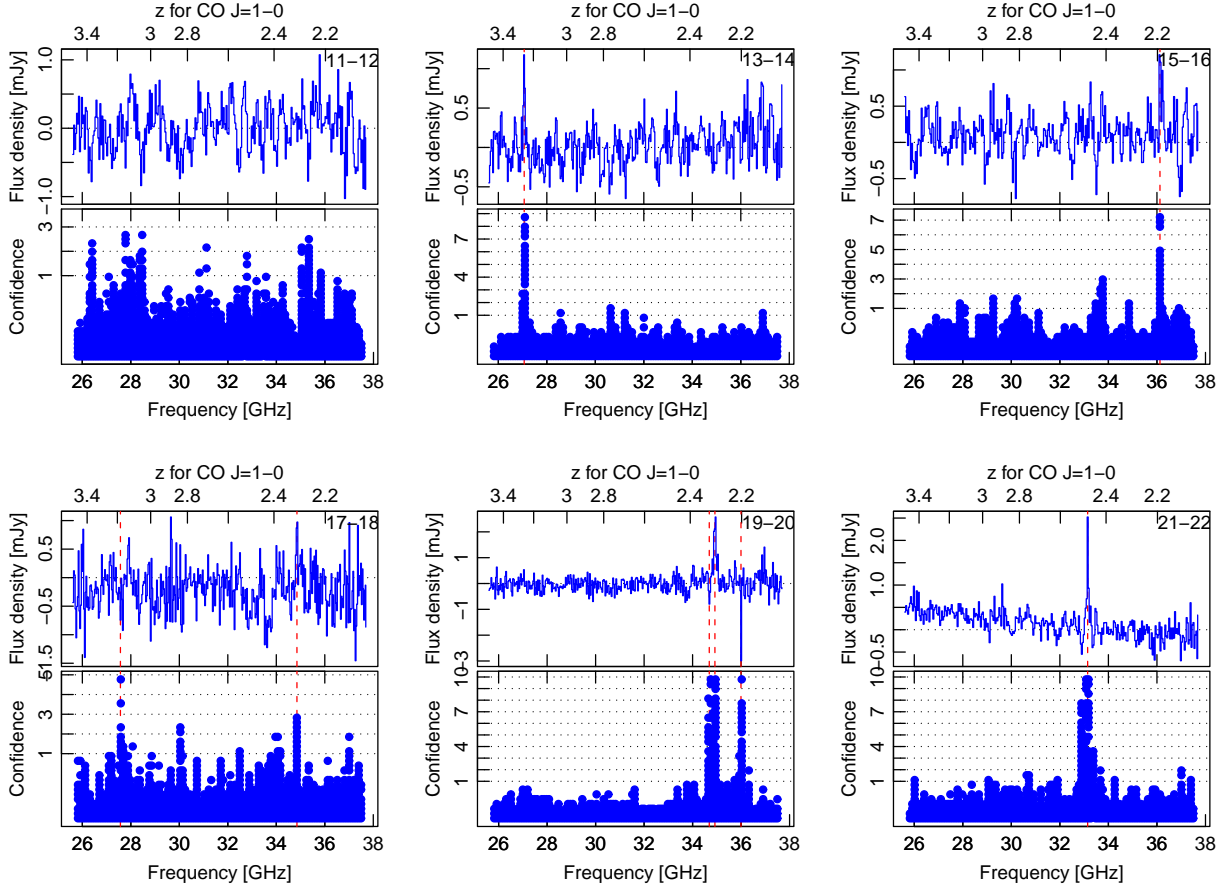 z for CO J=1−0
3.4 3 2.8 2.4 2.2
Flux density [mJy]
1.0
0.0
−1.0
11−12
Confidence
3
1
26 28 30 32 34 36 38
Frequency [GHz]
z for CO J=1−0
3.4 3 2.8 2.4 2.2
Flux density [mJy]
0.5
−0.5
13−14
Confidence
7
4
1
26 28 30 32 34 36 38
Frequency [GHz]
z for CO J=1−0
3.4 3 2.8 2.4 2.2
Flux density [mJy]
0.5
−0.5
15−16
Confidence
7
5
3
1
26 28 30 32 34 36 38
Frequency [GHz]
z for CO J=1−0
3.4 3 2.8 2.4 2.2
Flux density [mJy]
0.5
−0.5
17−18
Confidence
3
1
26 28 30 32 34 36 38
Frequency [GHz]
z for CO J=1−0
3.4 3 2.8 2.4 2.2
Flux density [mJy]
1
−1
−3
19−20
Confidence
10
7
4
1
26 28 30 32 34 36 38
Frequency [GHz]
z for CO J=1−0
3.4 3 2.8 2.4 2.2
Flux density [mJy]
2.0
1.0
−0.5
21−22
Confidence
10
7
4
1
26 28 30 32 34 36 38
Frequency [GHz]